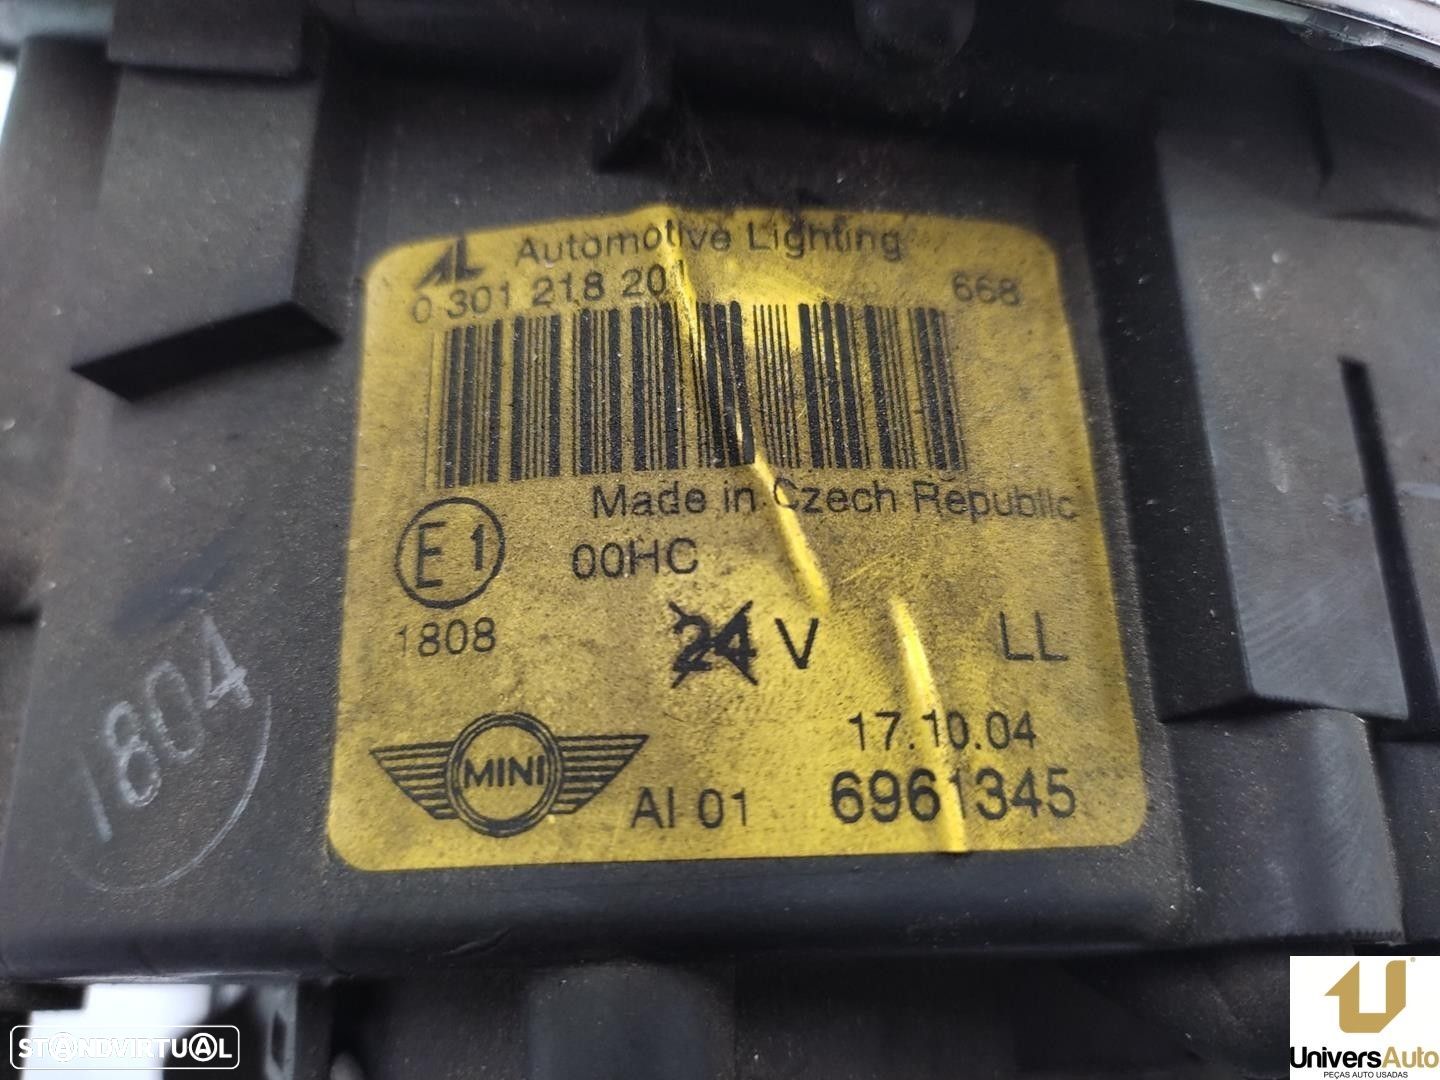 AL Automotive Lighting
0 301 218 201 668
Made in Czech Republic
E1 00HC
1808 24 V LL
17.10.04
MINI AI 01 6961345
1804
STANDVIRTUAL
UniversAuto
PEÇAS AUTO USADAS